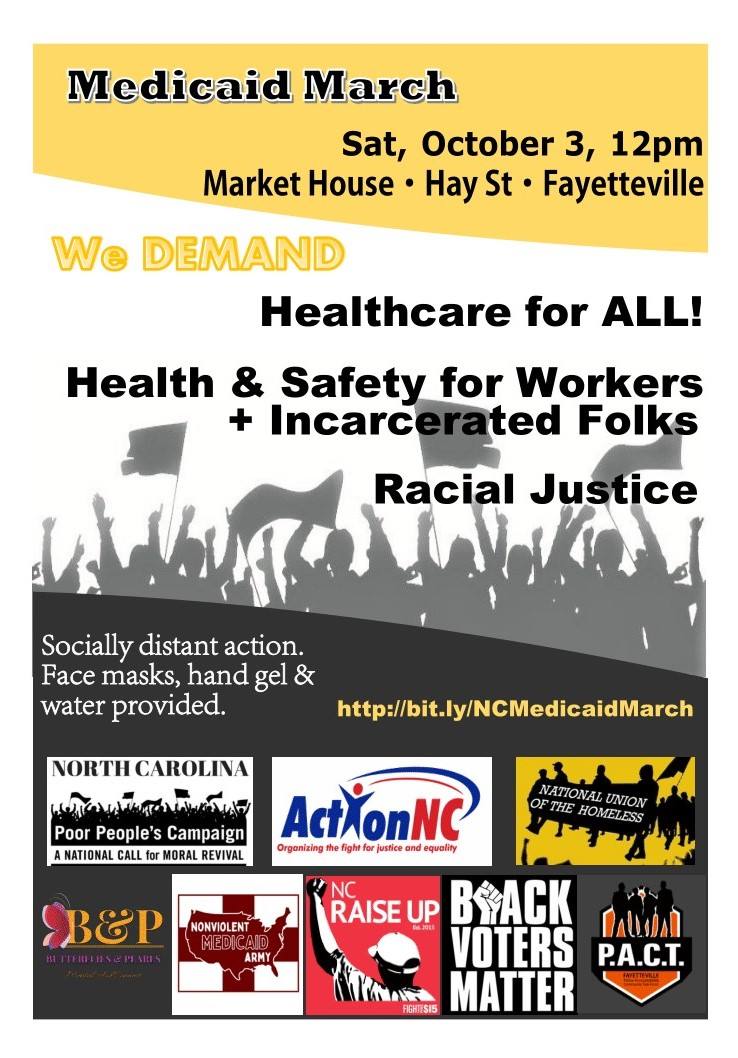 Medicaid March
Sat, October 3, 12pm
Market House • Hay St • Fayetteville
We DEMAND
Healthcare for ALL!
Health & Safety for Workers
+ Incarcerated Folks
Racial Justice
Socially distant action.
Face masks, hand gel &
water provided.
http://bit.ly/NCMedicaidMarch
NORTH CAROLINA
Poor People's Campaign
A NATIONAL CALL for MORAL REVIVAL
ActionNC
Organizing the fight for justice and equality
NATIONAL UNION
OF THE HOMELESS
B&P
BUTTERFLIES & PEARLS
NONVIOLENT
MEDICAID
ARMY
NC
RAISE UP
Est. 2013
FIGHT$15
BLACK
VOTERS
MATTER
P.A.C.T.
FAYETTEVILLE